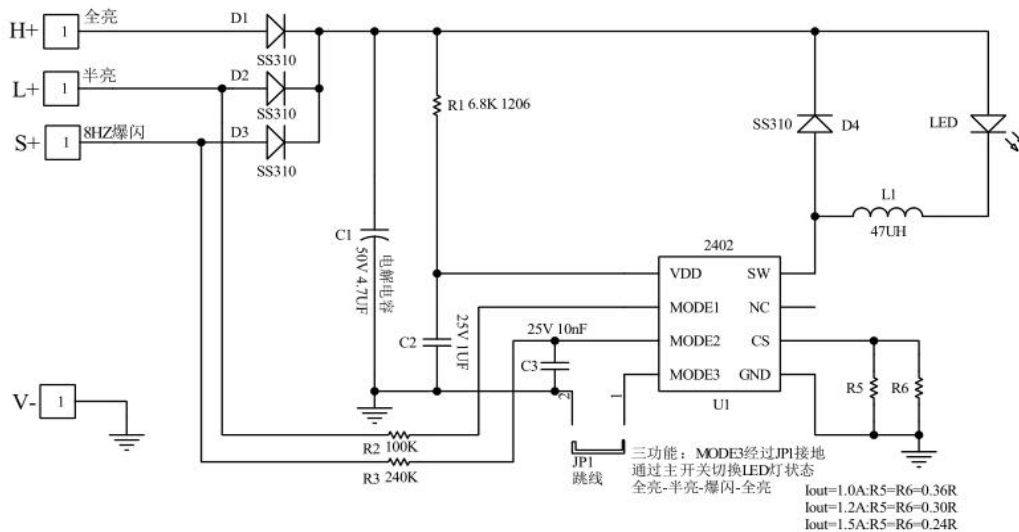 H+ 1 全亮 D1
SS310
L+ 1 半亮 D2
SS310
S+ 1 8HZ爆闪 D3
SS310
R1 6.8K 1206
SS310 D4
LED
L1
47UH
C1
50V 4.7UF
电解电容
2402
VDD SW
MODE1 NC
MODE2 CS
MODE3 GND
U1
C2
25V 1UF
25V 10nF
C3
R5 R6
V- 1
2 1
R2 100K
R3 240K
JP1
跳线
三功能:MODE3经过JP1接地
通过主开关切换LED灯状态
全亮-半亮-爆闪-全亮
Iout=1.0A:R5=R6=0.36R
Iout=1.2A:R5=R6=0.30R
Iout=1.5A:R5=R6=0.24R